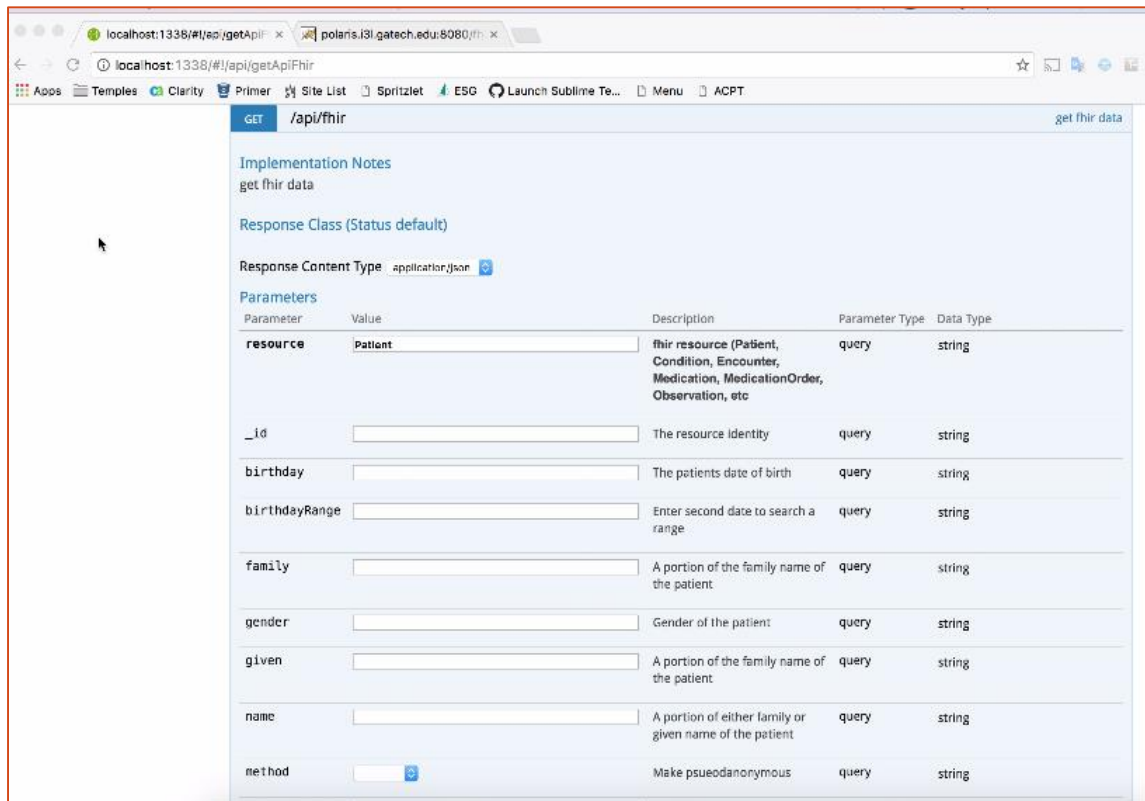 localhost:1338/#!/api/getApiF
polaris.i3l.gatech.edu:8080/fh
localhost:1338/#!/api/getApiFhir
Apps Temples Clarity Primer Site List Spritzlet ESG Launch Sublime Te... Menu ACPT
GET /api/fhir get fhir data
Implementation Notes
get fhir data
Response Class (Status default)
Response Content Type application/json
Parameters
Parameter Value Description Parameter Type Data Type
resource Patient fhir resource (Patient, query string
Condition, Encounter,
Medication, MedicationOrder,
Observation, etc
_id The resource identity query string
birthday The patients date of birth query string
birthdayRange Enter second date to search a query string
range
family A portion of the family name of query string
the patient
gender Gender of the patient query string
given A portion of the family name of query string
the patient
name A portion of either family or query string
given name of the patient
method Make psueodanonymous query string